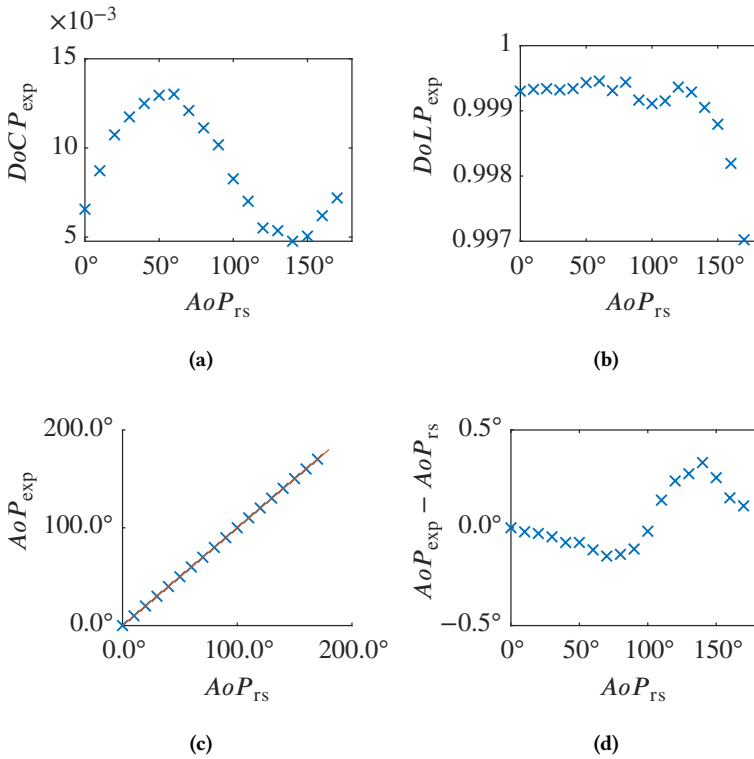 ×10⁻³
15
10
5
DoCP_exp
0° 50° 100° 150°
AoP_rs
(a)
1
0.999
0.998
0.997
DoLP_exp
0° 50° 100° 150°
AoP_rs
(b)
200.0°
100.0°
0.0°
AoP_exp
0.0° 100.0° 200.0°
AoP_rs
(c)
0.5°
0.0°
−0.5°
AoP_exp − AoP_rs
0° 50° 100° 150°
AoP_rs
(d)